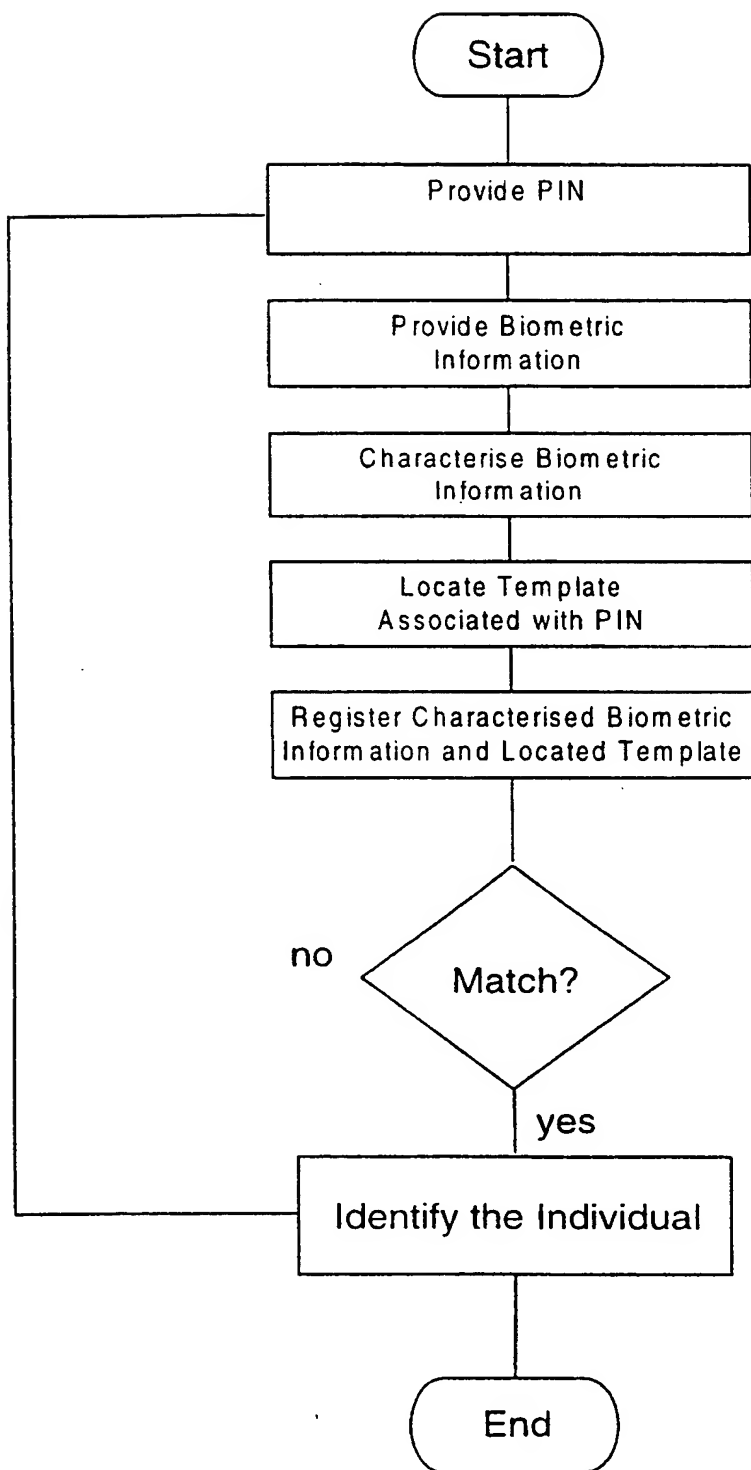 Start
Provide PIN
Provide Biometric
Information
Characterise Biometric
Information
Locate Template
Associated with PIN
Register Characterised Biometric
Information and Located Template
no
Match?
yes
Identify the Individual
End